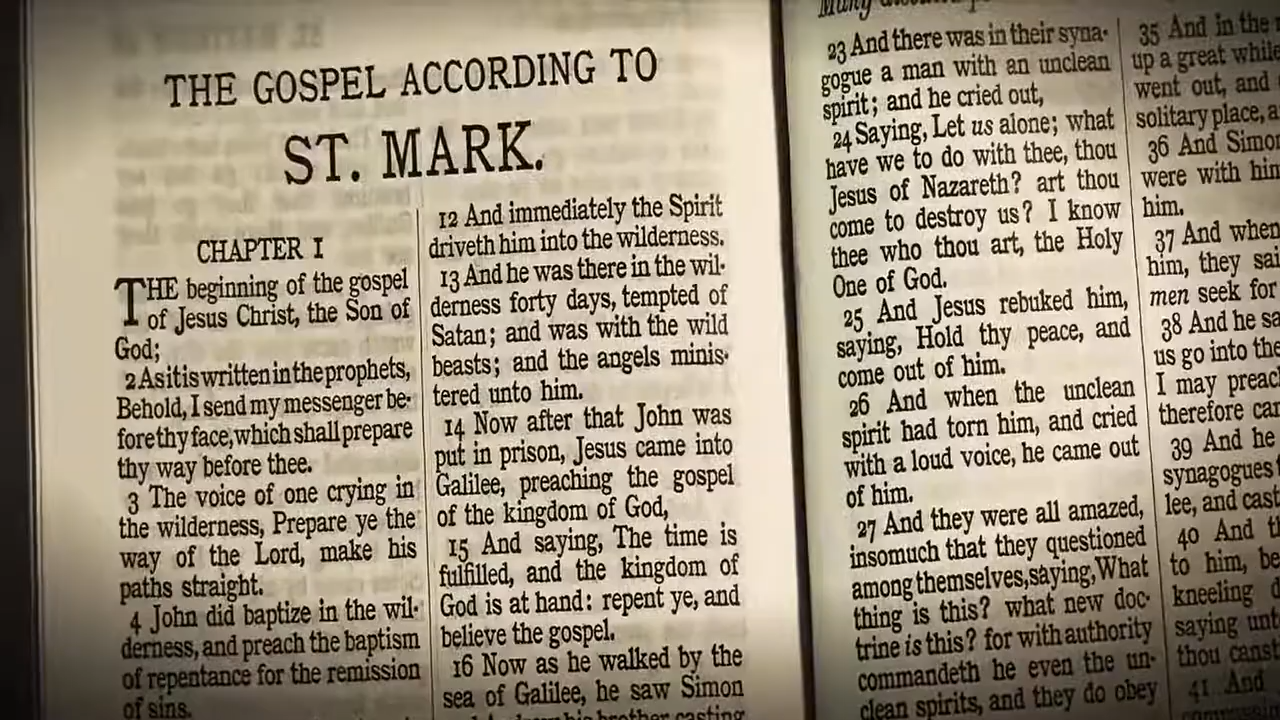 THE GOSPEL ACCORDING TO
ST. MARK.
CHAPTER I
THE beginning of the gospel
of Jesus Christ, the Son of
God;
2 As it is written in the prophets,
Behold, I send my messenger be-
fore thy face, which shall prepare
thy way before thee.
3 The voice of one crying in
the wilderness, Prepare ye the
way of the Lord, make his
paths straight.
4 John did baptize in the wil-
derness, and preach the baptism
of repentance for the remission
of sins.
12 And immediately the Spirit
driveth him into the wilderness.
13 And he was there in the wil-
derness forty days, tempted of
Satan; and was with the wild
beasts; and the angels minis-
tered unto him.
14 Now after that John was
put in prison, Jesus came into
Galilee, preaching the gospel
of the kingdom of God,
15 And saying, The time is
fulfilled, and the kingdom of
God is at hand: repent ye, and
believe the gospel.
16 Now as he walked by the
sea of Galilee, he saw Simon
his brother casting
Many
23 And there was in their syna-
gogue a man with an unclean
spirit; and he cried out,
24 Saying, Let us alone; what
have we to do with thee, thou
Jesus of Nazareth? art thou
come to destroy us? I know
thee who thou art, the Holy
One of God.
25 And Jesus rebuked him,
saying, Hold thy peace, and
come out of him.
26 And when the unclean
spirit had torn him, and cried
with a loud voice, he came out
of him.
27 And they were all amazed,
insomuch that they questioned
among themselves, saying, What
thing is this? what new doc-
trine is this? for with authority
commandeth he even the un-
clean spirits, and they do obey
35 And in the
up a great while
went out, and
solitary place, a
36 And Simo
were with him
him.
37 And when
him, they sai
men seek for
38 And he sa
us go into the
I may preac
therefore ca
39 And he
synagogues
lee, and cast
40 And t
to him, be
kneeling
saying unt
thou canst
41 And